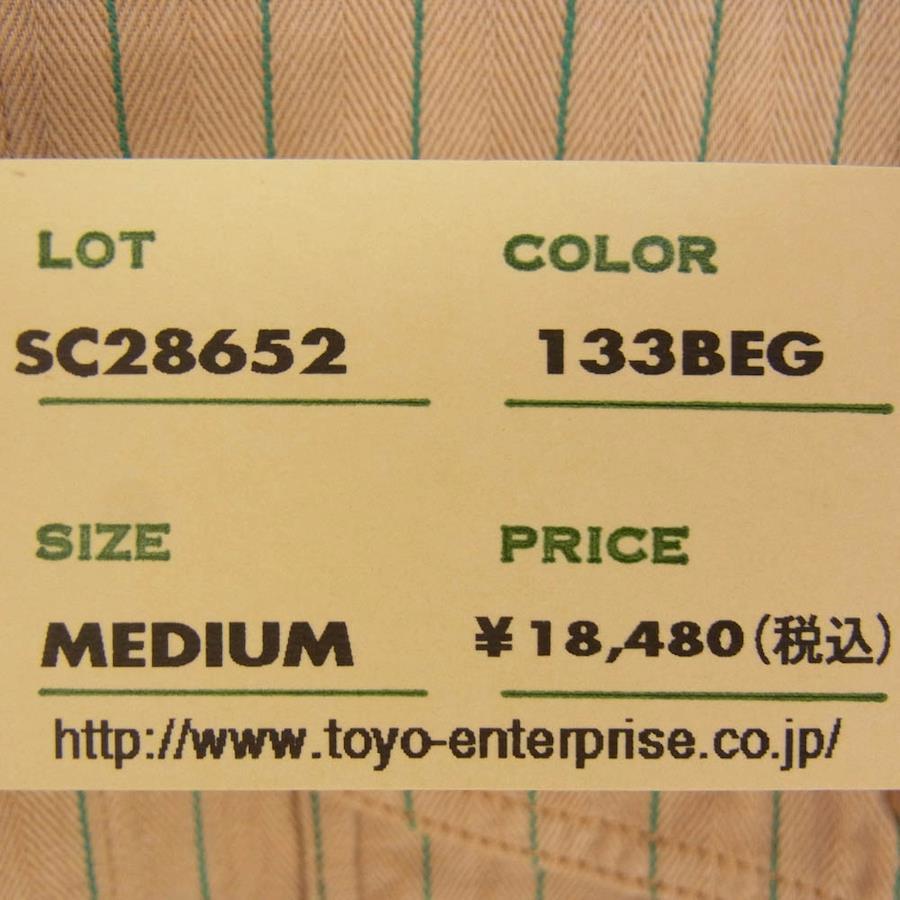 LOT COLOR
SC28652 133BEG
SIZE PRICE
MEDIUM ¥18,480(税込)
http://www.toyo-enterprise.co.jp/